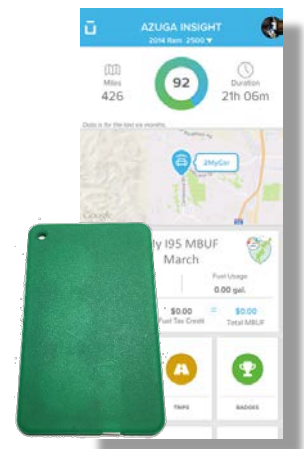 AZUGA INSIGHT
2014 Ram 2500 ▼
Miles
426
92
Duration
21h 06m
Data is for the last six months.
2MyCar
Google
ly I95 MBUF
March
Fuel Usage
0.00 gal.
$0.00 = $0.00
Fuel Tax Credit Total MBUF
TRIPS BADGES